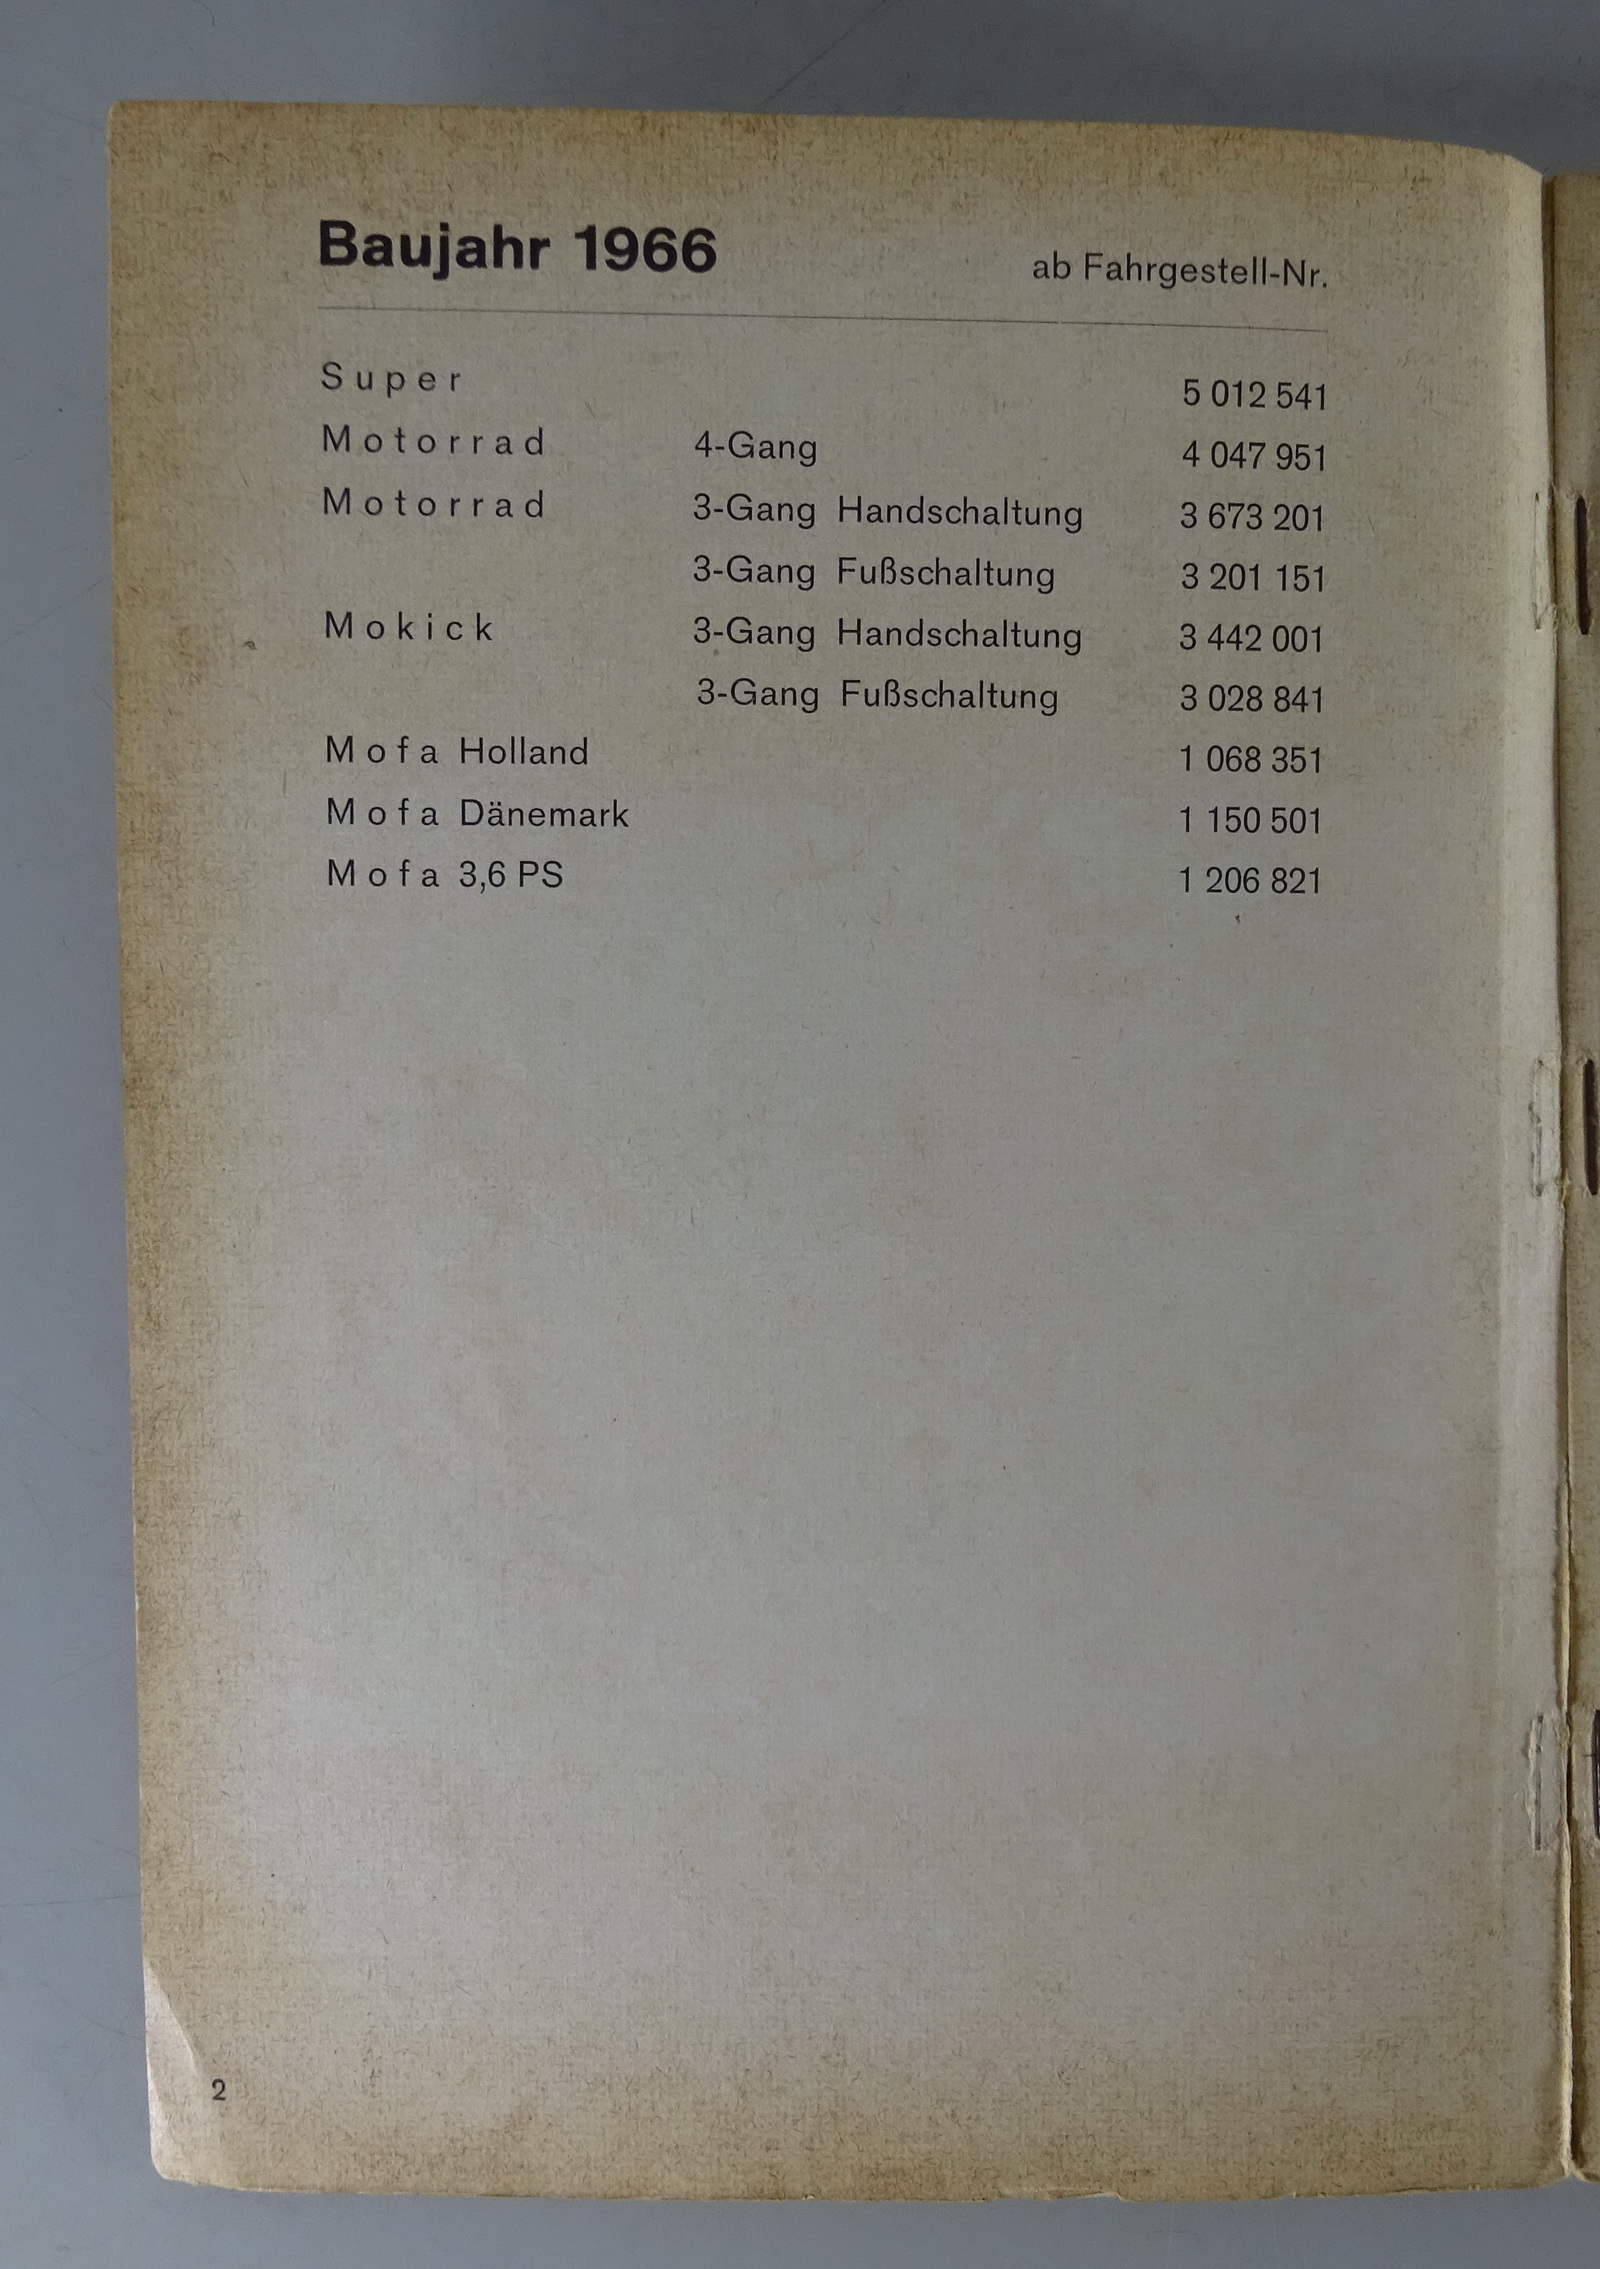 Baujahr 1966 ab Fahrgestell-Nr.
Super 5 012 541
Motorrad 4-Gang 4 047 951
Motorrad 3-Gang Handschaltung 3 673 201
3-Gang Fußschaltung 3 201 151
Mokick 3-Gang Handschaltung 3 442 001
3-Gang Fußschaltung 3 028 841
Mofa Holland 1 068 351
Mofa Dänemark 1 150 501
Mofa 3,6 PS 1 206 821
2